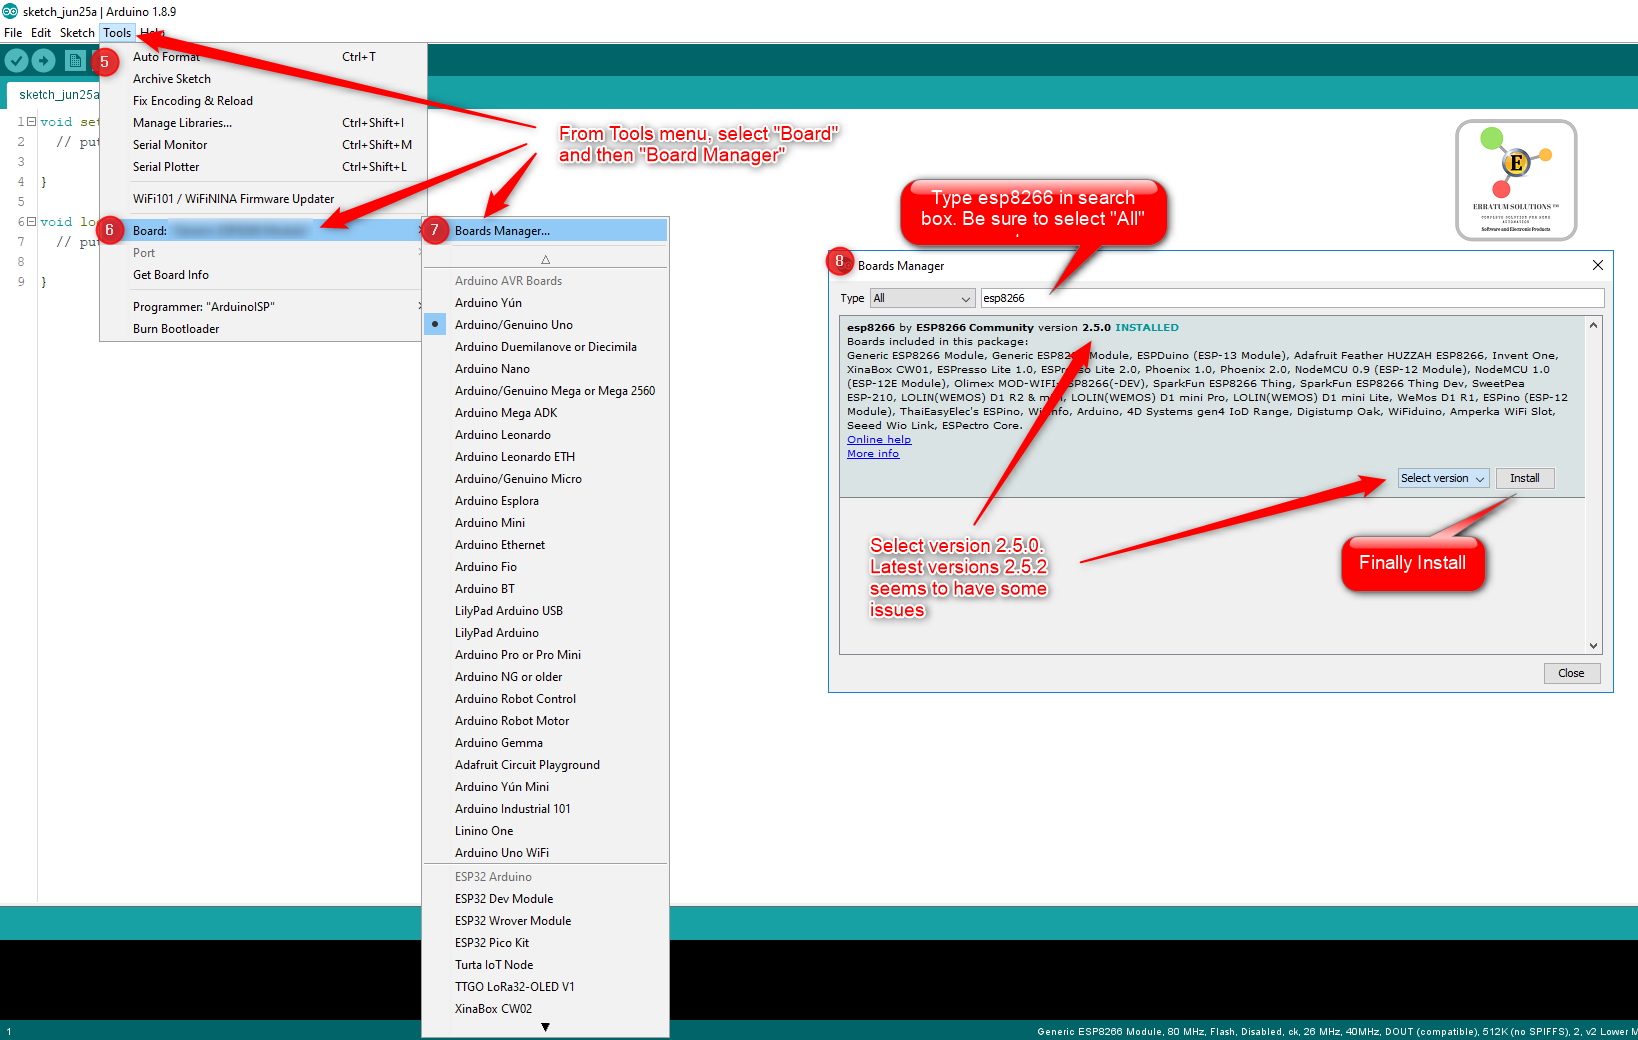 sketch_jun25a | Arduino 1.8.9
File Edit Sketch Tools Help
5
sketch_jun25a
1 void set
2 // put
3
4 }
5
6 void loo
7 // put
8
9 }
Auto Format Ctrl+T
Archive Sketch
Fix Encoding & Reload
Manage Libraries... Ctrl+Shift+I
Serial Monitor Ctrl+Shift+M
Serial Plotter Ctrl+Shift+L
WiFi101 / WiFiNINA Firmware Updater
6 Board:
Port
Get Board Info
Programmer: "ArduinoISP"
Burn Bootloader
7 Boards Manager...
Arduino AVR Boards
Arduino Yún
Arduino/Genuino Uno
Arduino Duemilanove or Diecimila
Arduino Nano
Arduino/Genuino Mega or Mega 2560
Arduino Mega ADK
Arduino Leonardo
Arduino Leonardo ETH
Arduino/Genuino Micro
Arduino Esplora
Arduino Mini
Arduino Ethernet
Arduino Fio
Arduino BT
LilyPad Arduino USB
LilyPad Arduino
Arduino Pro or Pro Mini
Arduino NG or older
Arduino Robot Control
Arduino Robot Motor
Arduino Gemma
Adafruit Circuit Playground
Arduino Yún Mini
Arduino Industrial 101
Linino One
Arduino Uno WiFi
ESP32 Arduino
ESP32 Dev Module
ESP32 Wrover Module
ESP32 Pico Kit
Turta IoT Node
TTGO LoRa32-OLED V1
XinaBox CW02
From Tools menu, select "Board"
and then "Board Manager"
Type esp8266 in search
box. Be sure to select "All"
.
E
ERRATUM SOLUTIONS ™
COMPLETE SOLUTION FOR HOME
AUTOMATION
Software and Electronic Products
8 Boards Manager
Type All esp8266
esp8266 by ESP8266 Community version 2.5.0 INSTALLED
Boards included in this package:
Generic ESP8266 Module, Generic ESP82 Module, ESPDuino (ESP-13 Module), Adafruit Feather HUZZAH ESP8266, Invent One,
XinaBox CW01, ESPresso Lite 1.0, ESPresso Lite 2.0, Phoenix 1.0, Phoenix 2.0, NodeMCU 0.9 (ESP-12 Module), NodeMCU 1.0
(ESP-12E Module), Olimex MOD-WIFI-ESP8266(-DEV), SparkFun ESP8266 Thing, SparkFun ESP8266 Thing Dev, SweetPea
ESP-210, LOLIN(WEMOS) D1 R2 & mini, LOLIN(WEMOS) D1 mini Pro, LOLIN(WEMOS) D1 mini Lite, WeMos D1 R1, ESPino (ESP-12
Module), ThaiEasyElec's ESPino, WifInfo, Arduino, 4D Systems gen4 IoD Range, Digistump Oak, WiFiduino, Amperka WiFi Slot,
Seeed Wio Link, ESPectro Core.
Online help
More info
Select version Install
Select version 2.5.0.
Latest versions 2.5.2
seems to have some
issues
Finally Install
Close
1 Generic ESP8266 Module, 80 MHz, Flash, Disabled, ck, 26 MHz, 40MHz, DOUT (compatible), 512K (no SPIFFS), 2, v2 Lower M